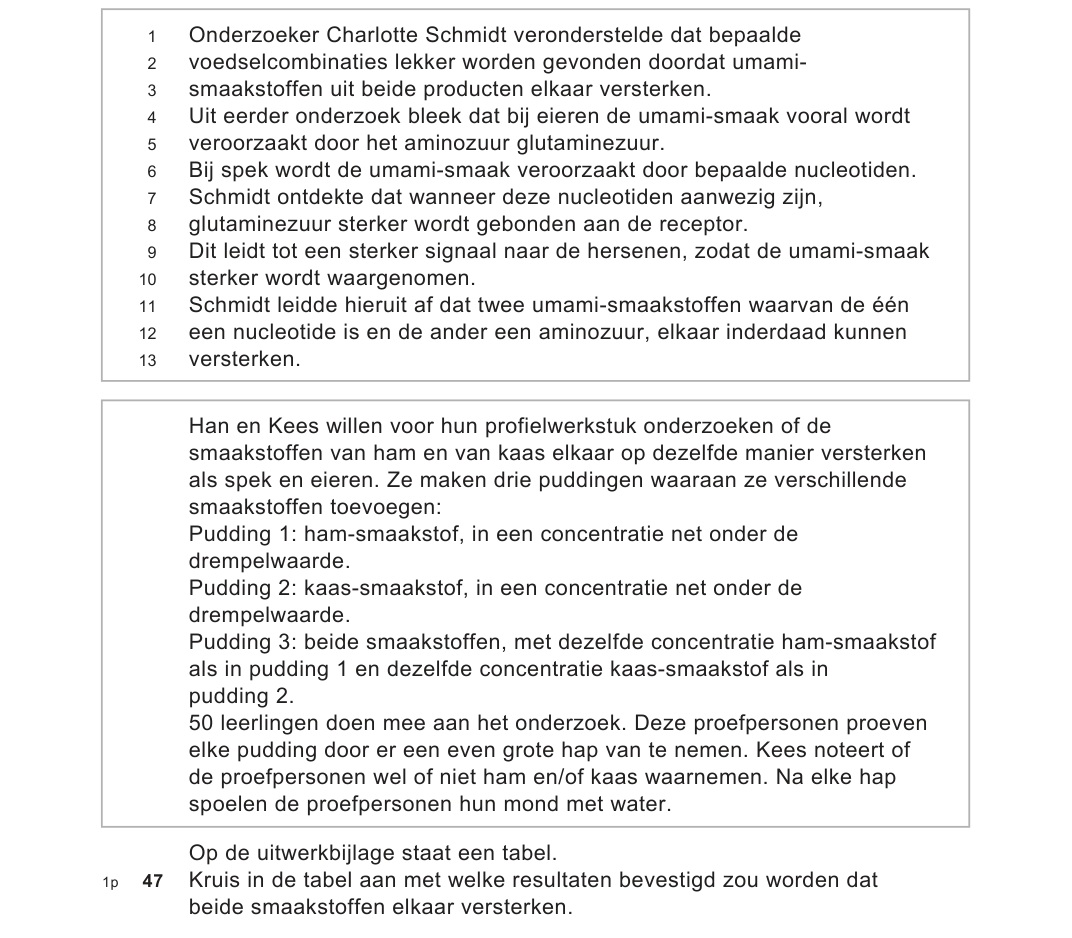 1 Onderzoeker Charlotte Schmidt veronderstelde dat bepaalde
2 voedselcombinaties lekker worden gevonden doordat umami-
3 smaakstoffen uit beide producten elkaar versterken.
4 Uit eerder onderzoek bleek dat bij eieren de umami-smaak vooral wordt
5 veroorzaakt door het aminozuur glutaminezuur.
6 Bij spek wordt de umami-smaak veroorzaakt door bepaalde nucleotiden.
7 Schmidt ontdekte dat wanneer deze nucleotiden aanwezig zijn,
8 glutaminezuur sterker wordt gebonden aan de receptor.
9 Dit leidt tot een sterker signaal naar de hersenen, zodat de umami-smaak
10 sterker wordt waargenomen.
11 Schmidt leidde hieruit af dat twee umami-smaakstoffen waarvan de één
12 een nucleotide is en de ander een aminozuur, elkaar inderdaad kunnen
13 versterken.
Han en Kees willen voor hun profielwerkstuk onderzoeken of de
smaakstoffen van ham en van kaas elkaar op dezelfde manier versterken
als spek en eieren. Ze maken drie puddingen waaraan ze verschillende
smaakstoffen toevoegen:
Pudding 1: ham-smaakstof, in een concentratie net onder de
drempelwaarde.
Pudding 2: kaas-smaakstof, in een concentratie net onder de
drempelwaarde.
Pudding 3: beide smaakstoffen, met dezelfde concentratie ham-smaakstof
als in pudding 1 en dezelfde concentratie kaas-smaakstof als in
pudding 2.
50 leerlingen doen mee aan het onderzoek. Deze proefpersonen proeven
elke pudding door er een even grote hap van te nemen. Kees noteert of
de proefpersonen wel of niet ham en/of kaas waarnemen. Na elke hap
spoelen de proefpersonen hun mond met water.
Op de uitwerkbijlage staat een tabel.
1p 47 Kruis in de tabel aan met welke resultaten bevestigd zou worden dat
beide smaakstoffen elkaar versterken.